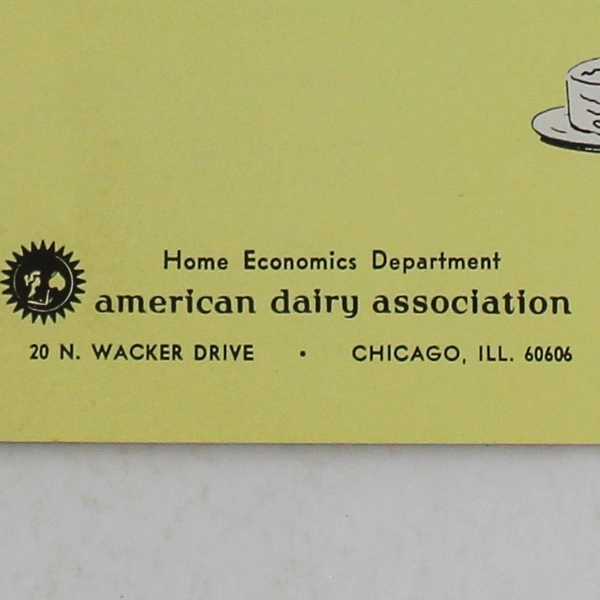 Home Economics Department
american dairy association
20 N. WACKER DRIVE • CHICAGO, ILL. 60606